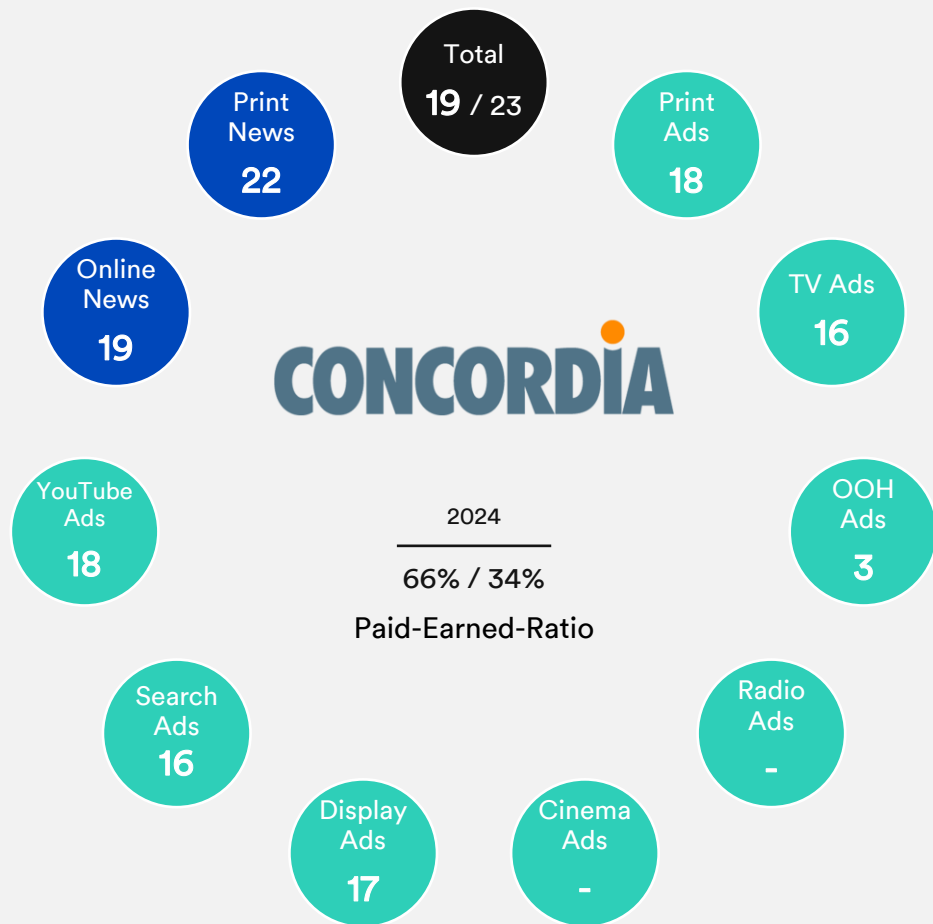 Total
19 / 23
Print
News
22
Print
Ads
18
Online
News
19
TV Ads
16
CONCORDIA
YouTube
Ads
18
2024
66% / 34%
Paid-Earned-Ratio
OOH
Ads
3
Search
Ads
16
Radio
Ads
-
Display
Ads
17
Cinema
Ads
-